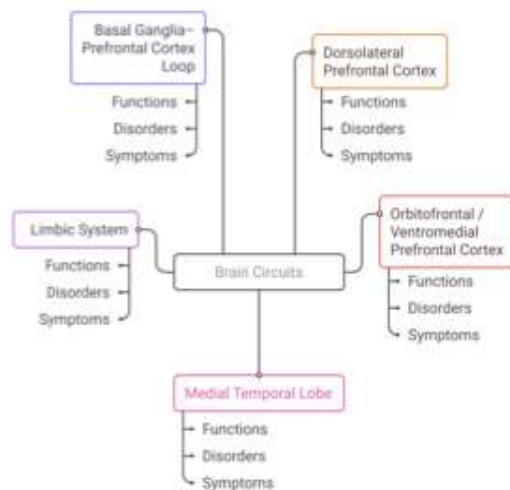 Basal Ganglia–
Prefrontal Cortex
Loop
Functions
Disorders
Symptoms
Dorsolateral
Prefrontal Cortex
Functions
Disorders
Symptoms
Limbic System
Functions
Disorders
Symptoms
Brain Circuits
Orbitofrontal /
Ventromedial
Prefrontal Cortex
Functions
Disorders
Symptoms
Medial Temporal Lobe
Functions
Disorders
Symptoms